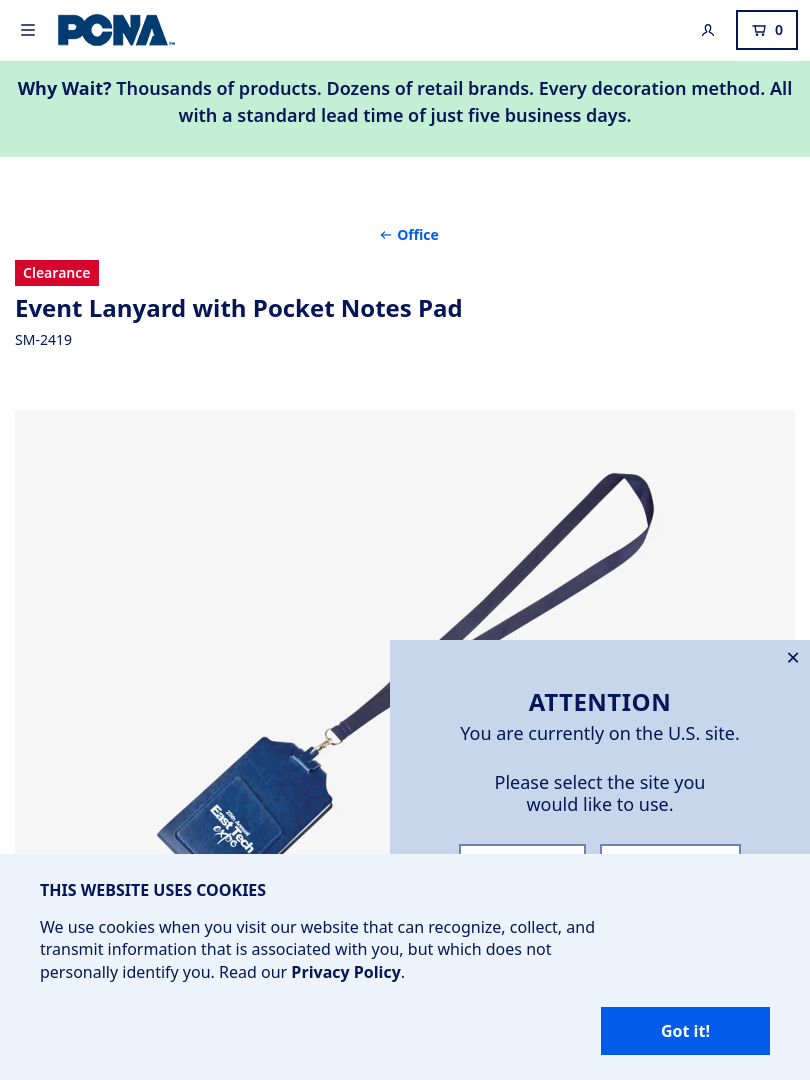 PCNA
0
Why Wait? Thousands of products. Dozens of retail brands. Every decoration method. All
with a standard lead time of just five business days.
← Office
Clearance
Event Lanyard with Pocket Notes Pad
SM-2419
25th Annual
East Tech
expo
ATTENTION
You are currently on the U.S. site.
Please select the site you
would like to use.
THIS WEBSITE USES COOKIES
We use cookies when you visit our website that can recognize, collect, and
transmit information that is associated with you, but which does not
personally identify you. Read our Privacy Policy.
Got it!